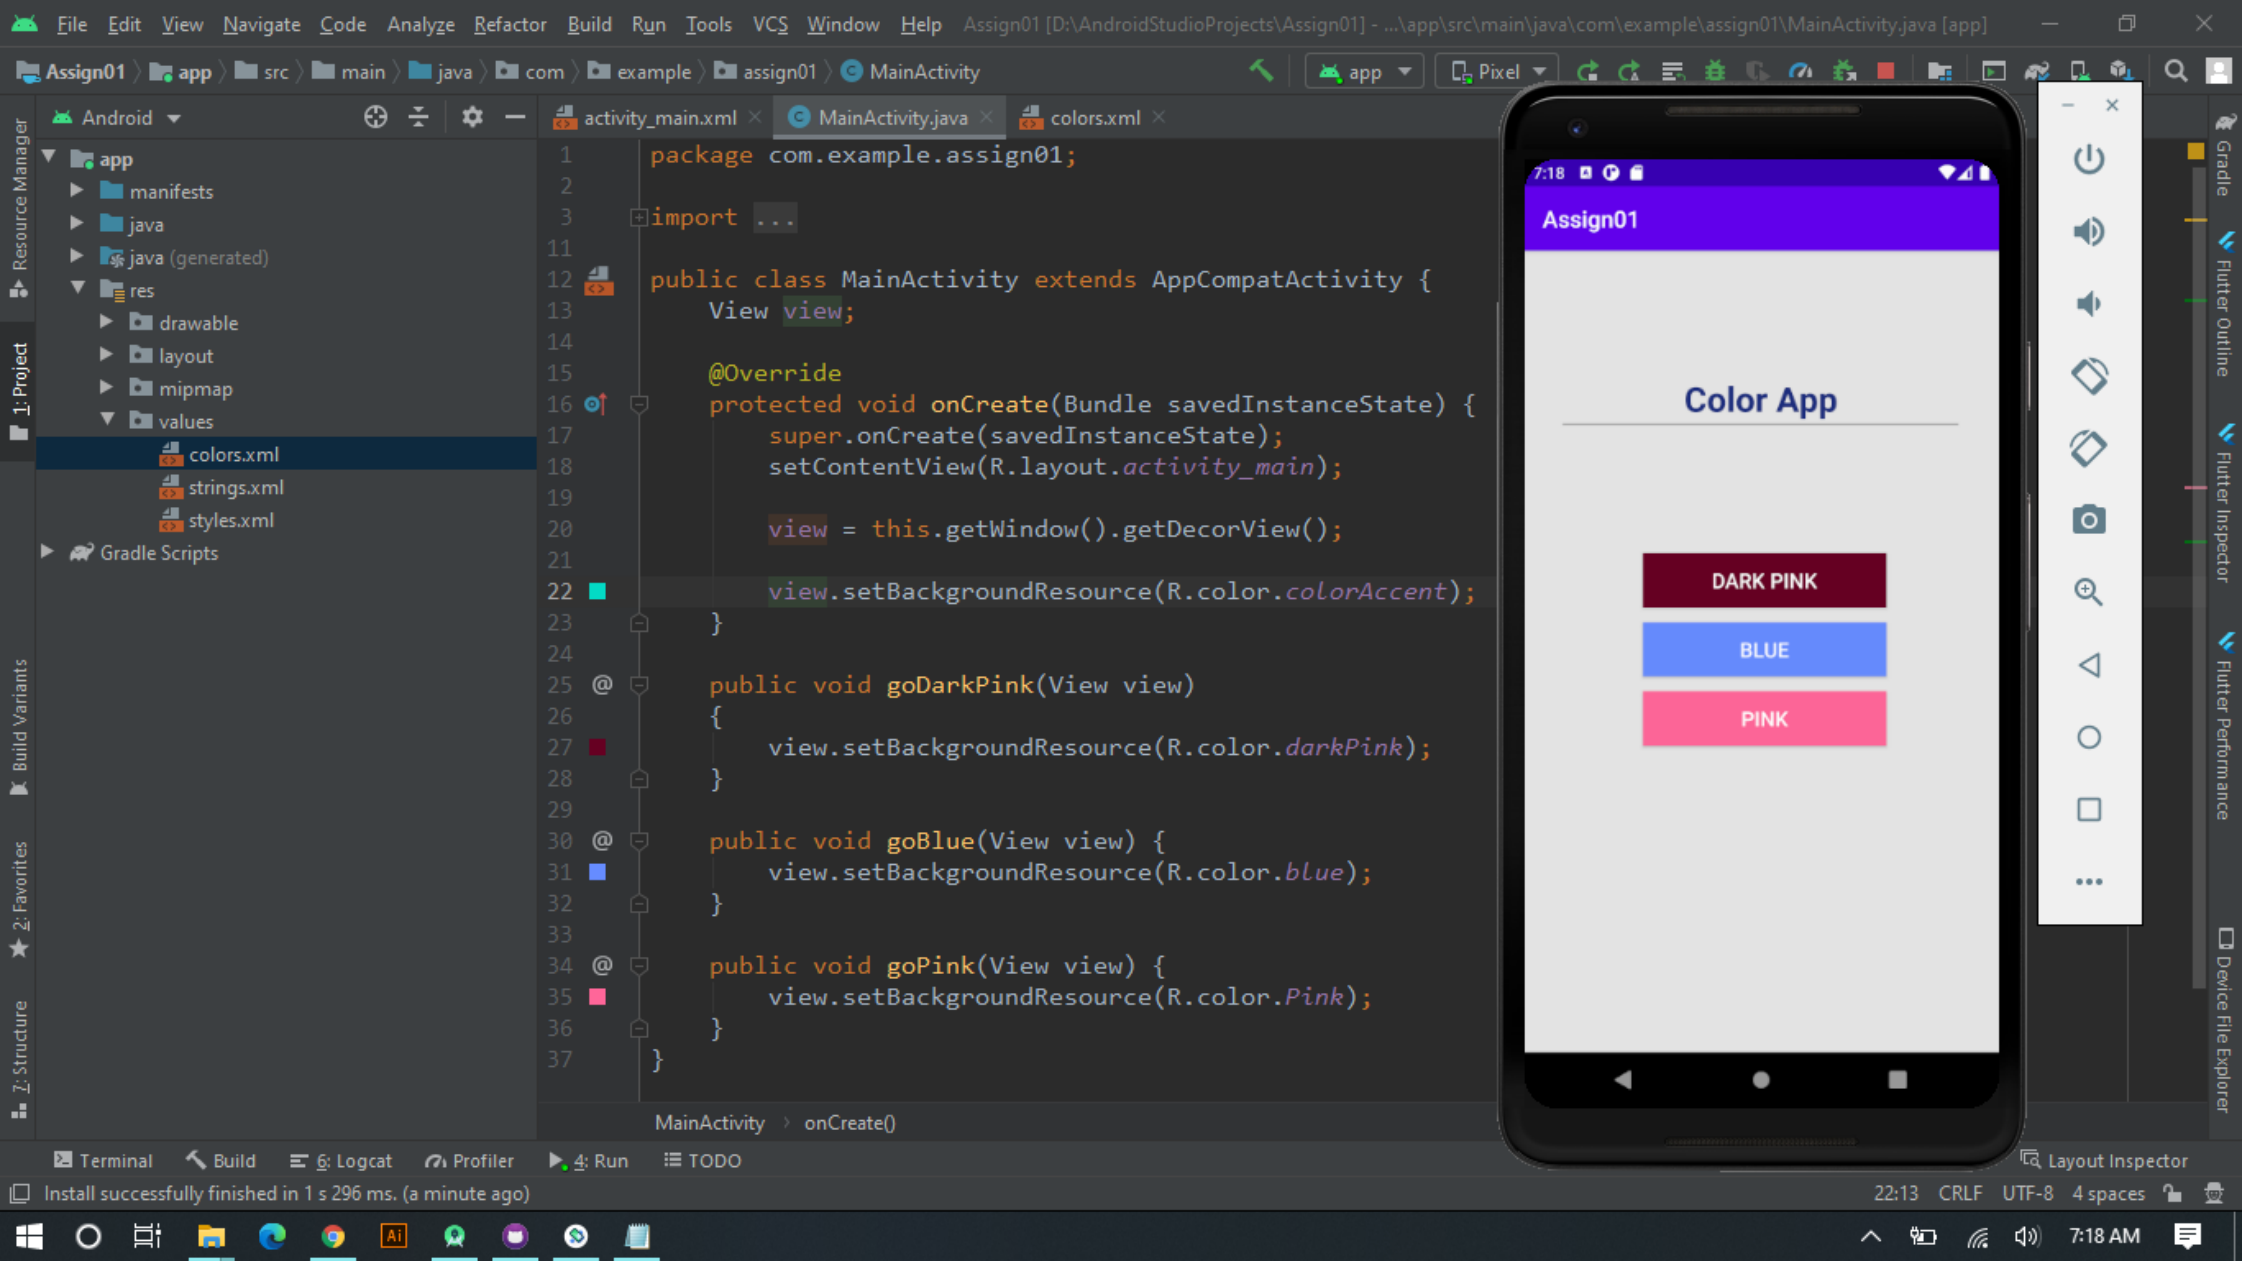 File Edit View Navigate Code Analyze Refactor Build Run Tools VCS Window Help Assign01 [D:\AndroidStudioProjects\Assign01] - ...\app\src\main\java\com\example\assign01\MainActivity.java [app]
Assign01 app src main java com example assign01 MainActivity app Pixel
Android
activity_main.xml MainActivity.java colors.xml
Resource Manager
1: Project
Build Variants
2: Favorites
7: Structure
app
manifests
java
java (generated)
res
drawable
layout
mipmap
values
colors.xml
strings.xml
styles.xml
Gradle Scripts
1 package com.example.assign01;
2
3 import ...
11
12 public class MainActivity extends AppCompatActivity {
13 View view;
14
15 @Override
16 protected void onCreate(Bundle savedInstanceState) {
17 super.onCreate(savedInstanceState);
18 setContentView(R.layout.activity_main);
19
20 view = this.getWindow().getDecorView();
21
22 view.setBackgroundResource(R.color.colorAccent);
23 }
24
25 @ public void goDarkPink(View view)
26 {
27 view.setBackgroundResource(R.color.darkPink);
28 }
29
30 @ public void goBlue(View view) {
31 view.setBackgroundResource(R.color.blue);
32 }
33
34 @ public void goPink(View view) {
35 view.setBackgroundResource(R.color.Pink);
36 }
37 }
MainActivity onCreate()
7:18
Assign01
Color App
DARK PINK
BLUE
PINK
Gradle
Flutter Outline
Flutter Inspector
Flutter Performance
Device File Explorer
Terminal Build 6: Logcat Profiler 4: Run TODO Layout Inspector
Install successfully finished in 1 s 296 ms. (a minute ago) 22:13 CRLF UTF-8 4 spaces
Ai 7:18 AM